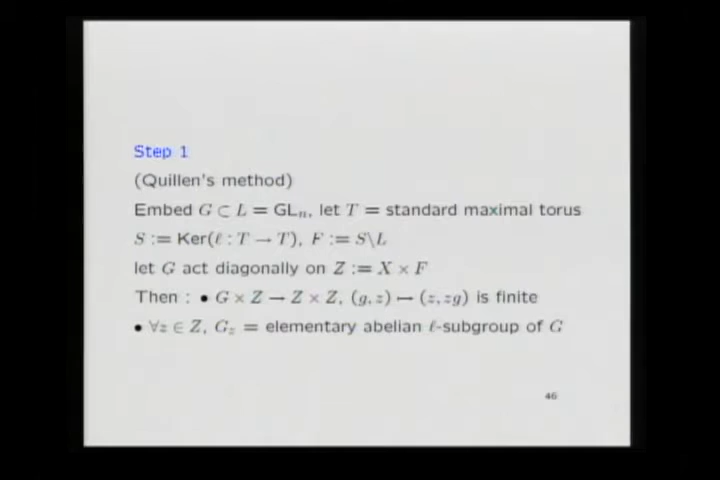 Step 1
(Quillen's method)
Embed G ⊂ L = GLₙ, let T = standard maximal torus
S := Ker(ℓ : T → T), F := S\L
let G act diagonally on Z := X × F
Then : • G × Z → Z × Z, (g, z) ↦ (z, zg) is finite
• ∀z ∈ Z, G_z = elementary abelian ℓ-subgroup of G
46